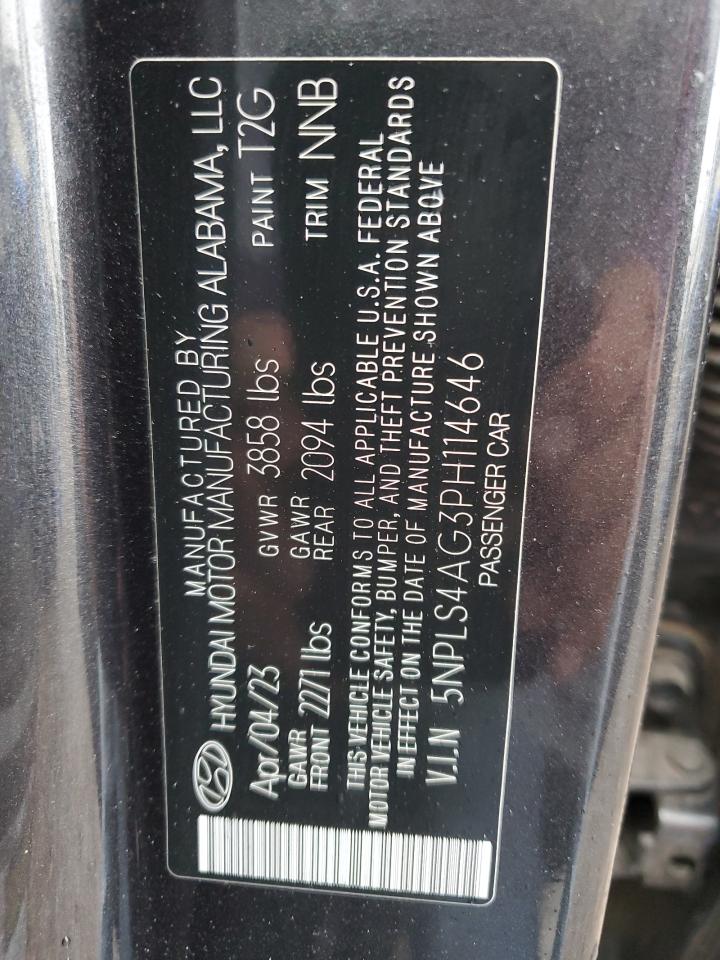 MANUFACTURED BY
HYUNDAI MOTOR MANUFACTURING ALABAMA, LLC
Apr/04/23 GVWR 3858 lbs PAINT T2G
GAWR FRONT 2271 lbs GAWR REAR 2094 lbs TRIM NNB
THIS VEHICLE CONFORMS TO ALL APPLICABLE U.S.A. FEDERAL
MOTOR VEHICLE SAFETY, BUMPER, AND THEFT PREVENTION STANDARDS
IN EFFECT ON THE DATE OF MANUFACTURE SHOWN ABOVE
V.I.N 5NPLS4AG3PH114646
PASSENGER CAR